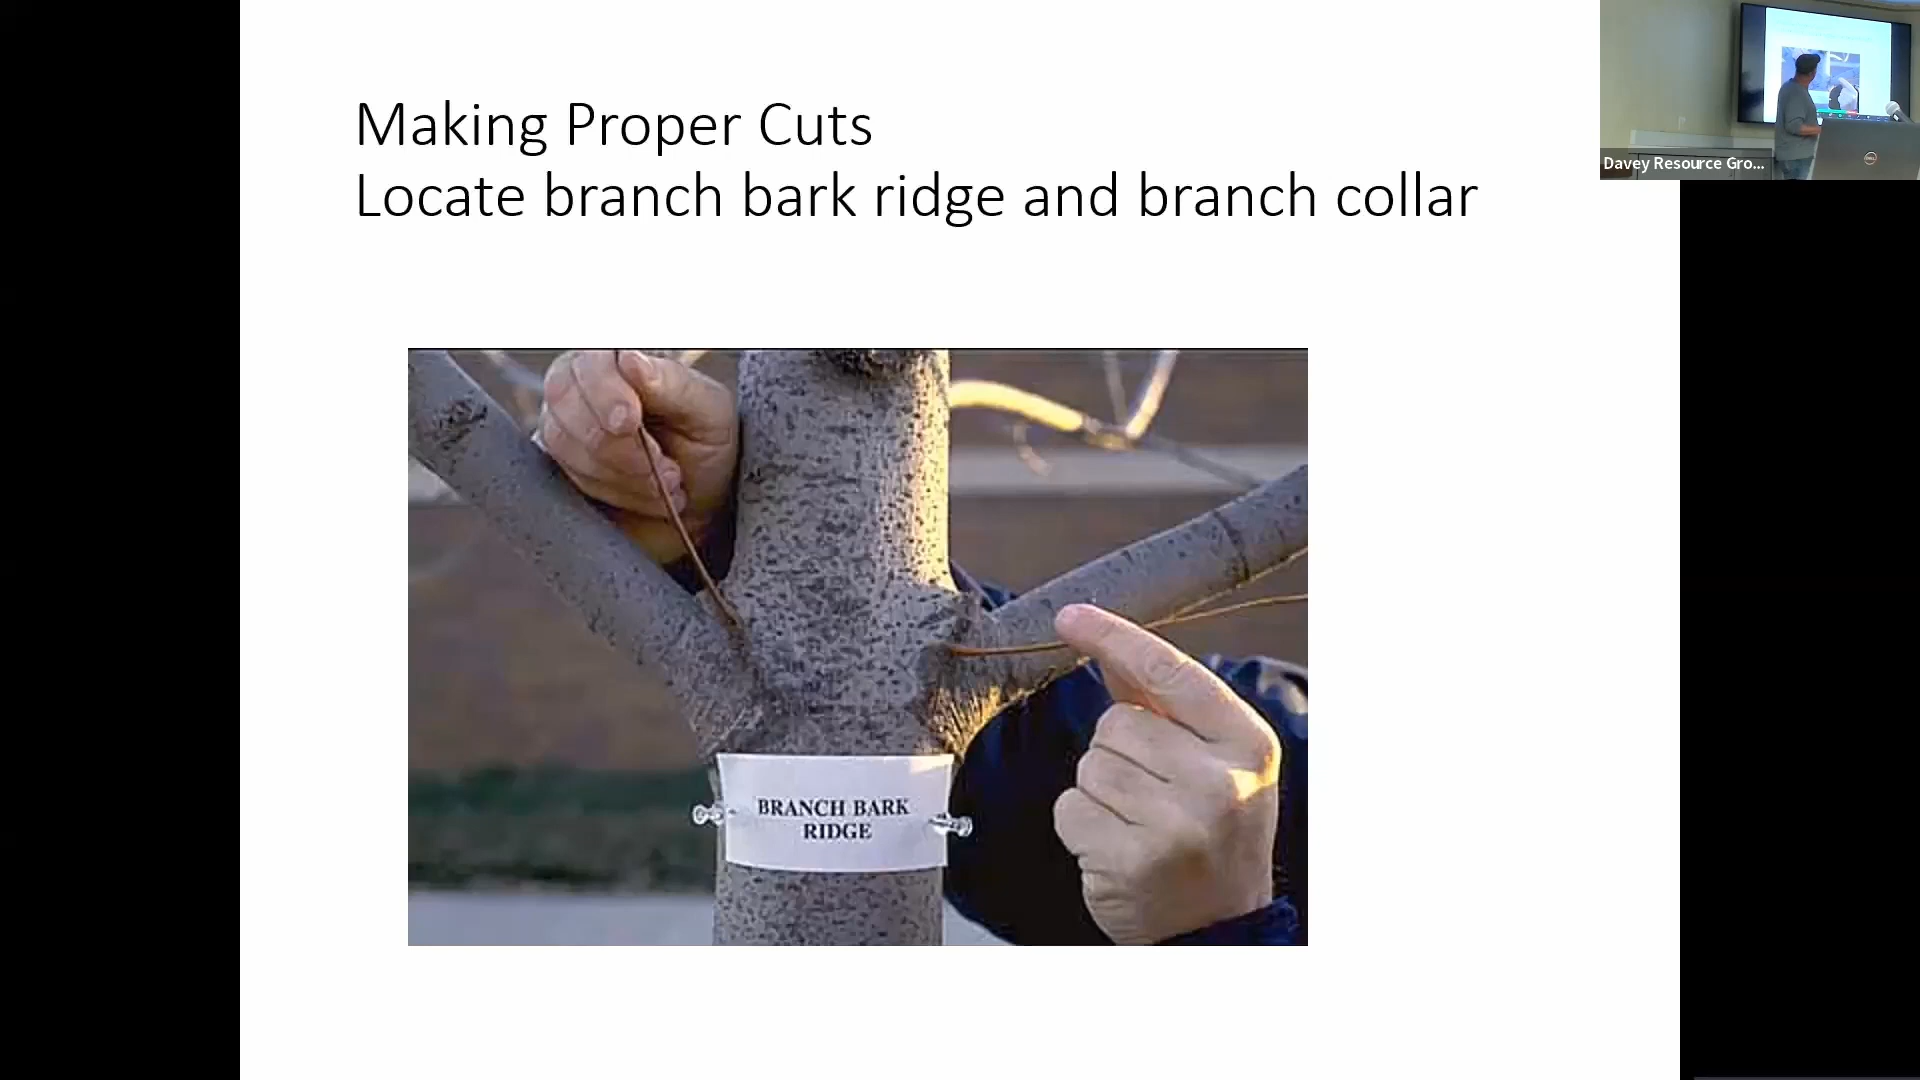 Making Proper Cuts
Locate branch bark ridge and branch collar
Davey Resource Gro...
BRANCH BARK
RIDGE